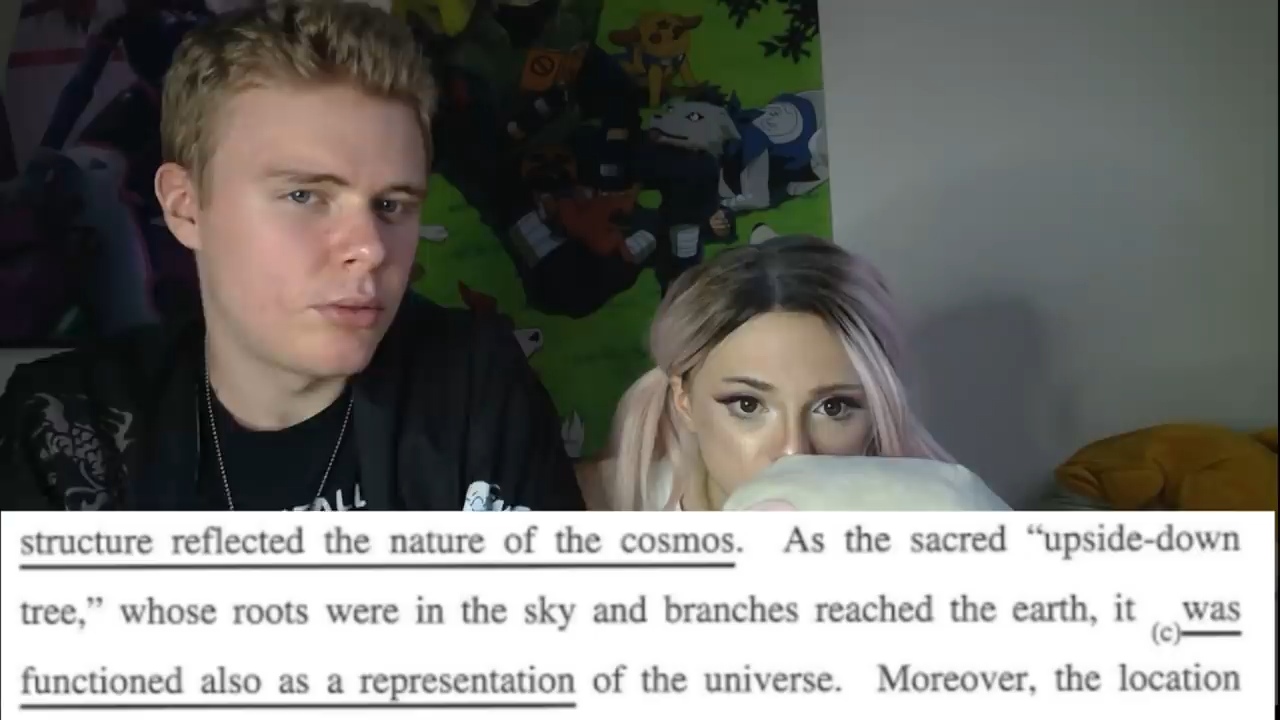 structure reflected the nature of the cosmos. As the sacred “upside-down
tree,” whose roots were in the sky and branches reached the earth, it (c)was
functioned also as a representation of the universe. Moreover, the location